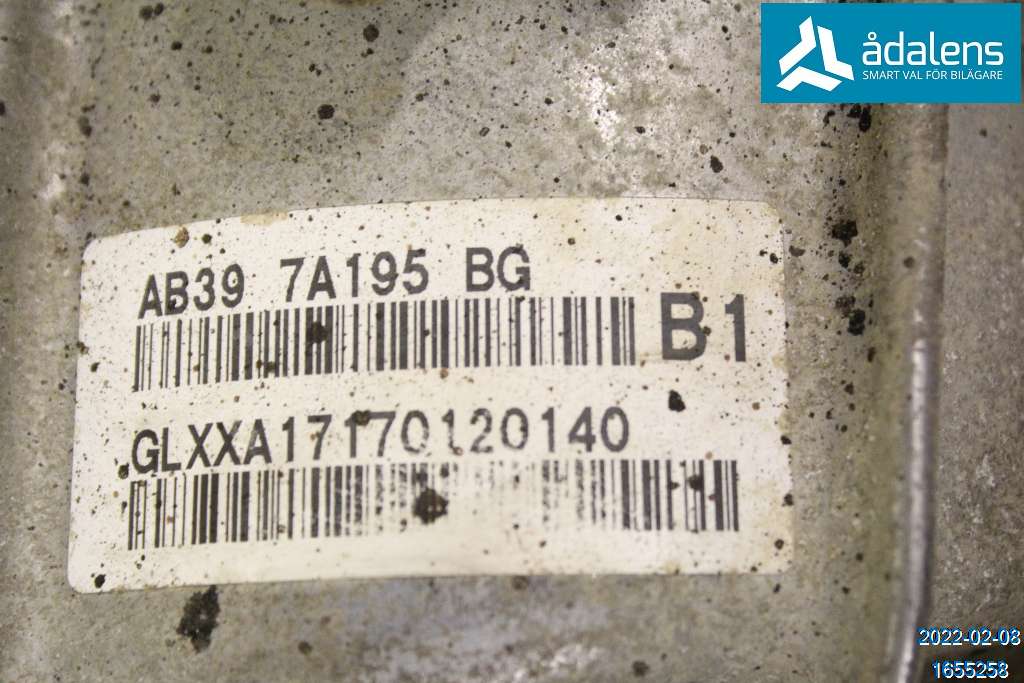 ådalens
SMART VAL FÖR BILÄGARE
AB39 7A195 BG
B1
GLXXA17170120140
2022-02-08
1655258